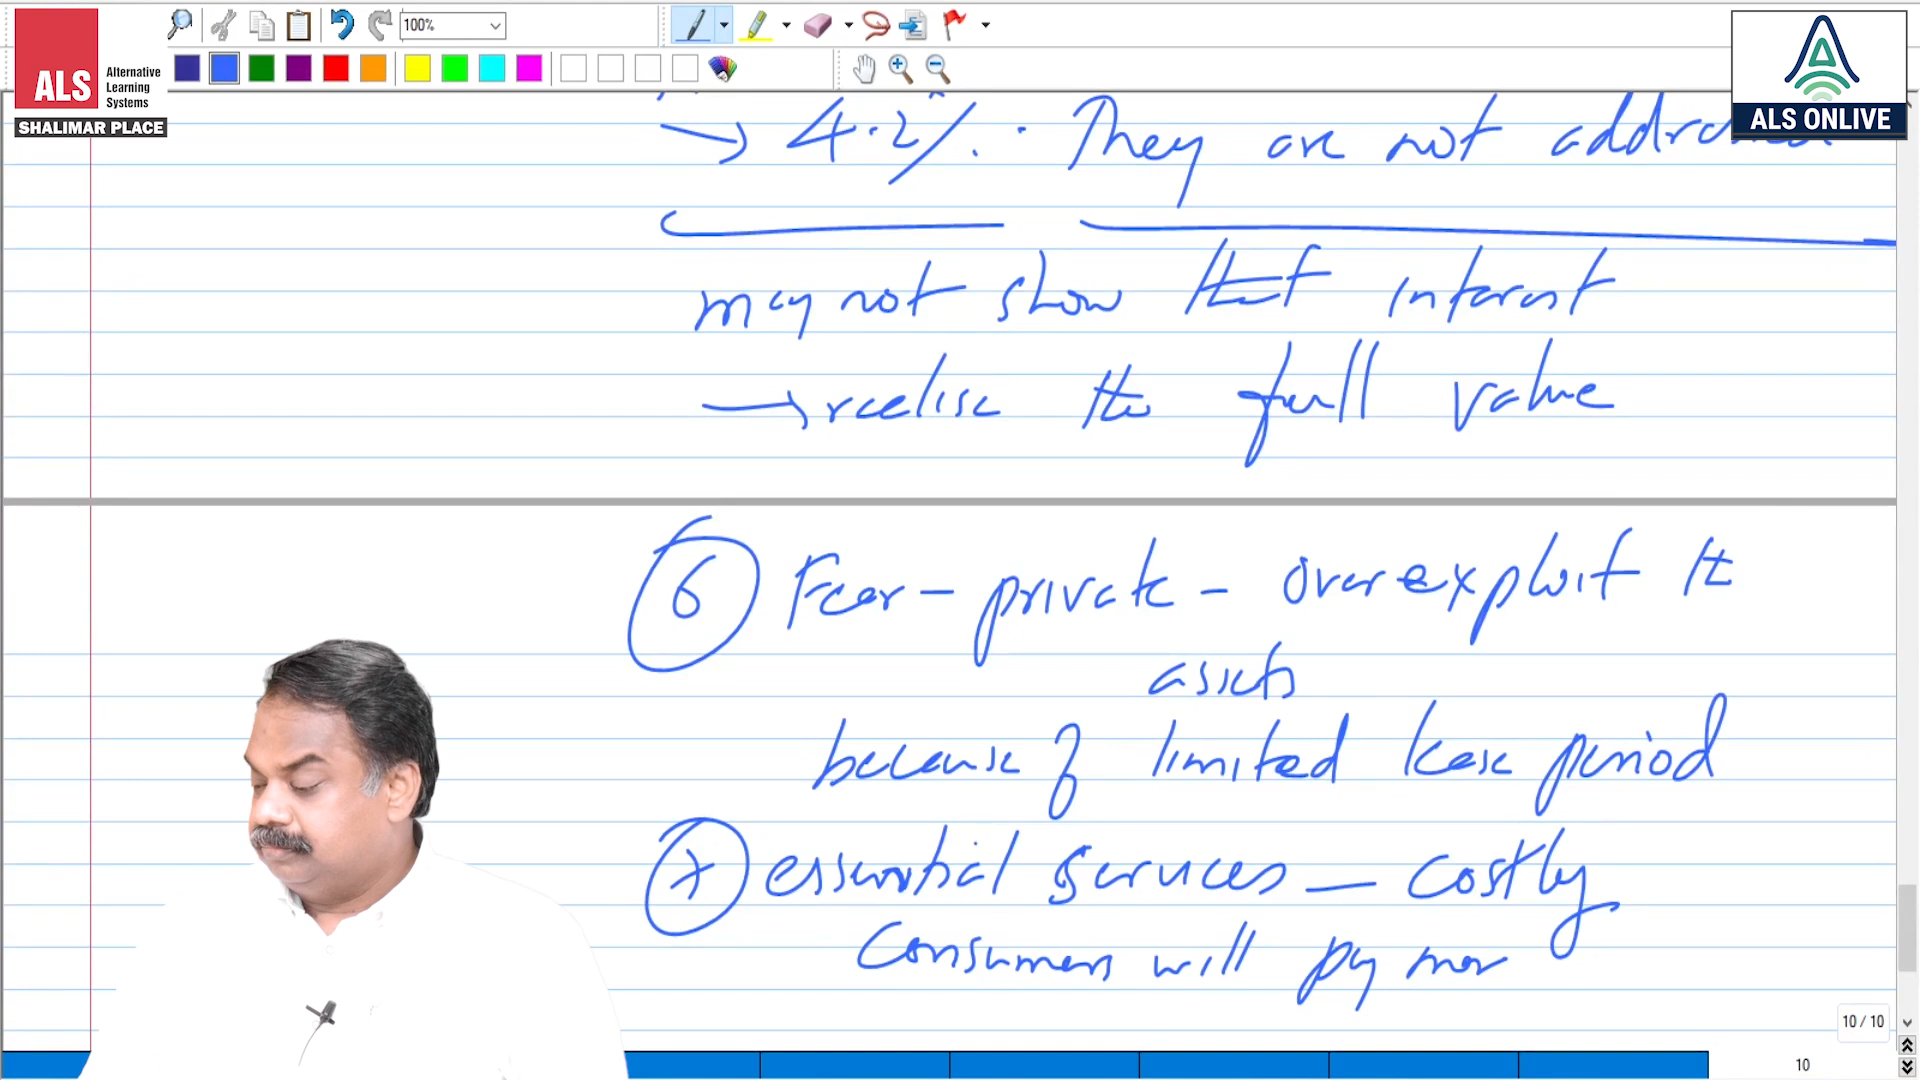 100%
ALS
Alternative
Learning
Systems
SHALIMAR PLACE
ALS ONLIVE
→ 4.2%. They are not
may not show that interest
→ realise the full value
6 Fear - private - overexploit the
assets
because of limited lease period
7 essential services - costly
Consumers will pay more
10 / 10
10